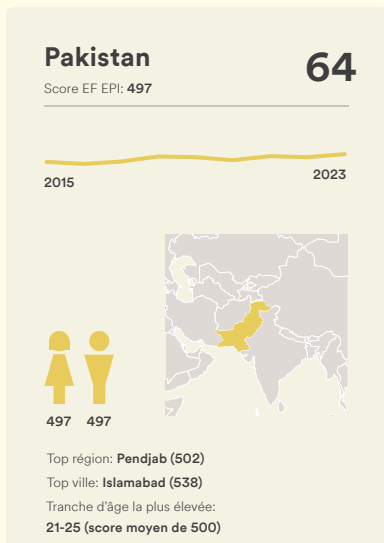 Pakistan
64
Score EF EPI: 497
2015
2023
497 497
Top région: Pendjab (502)
Top ville: Islamabad (538)
Tranche d'âge la plus élevée:
21-25 (score moyen de 500)